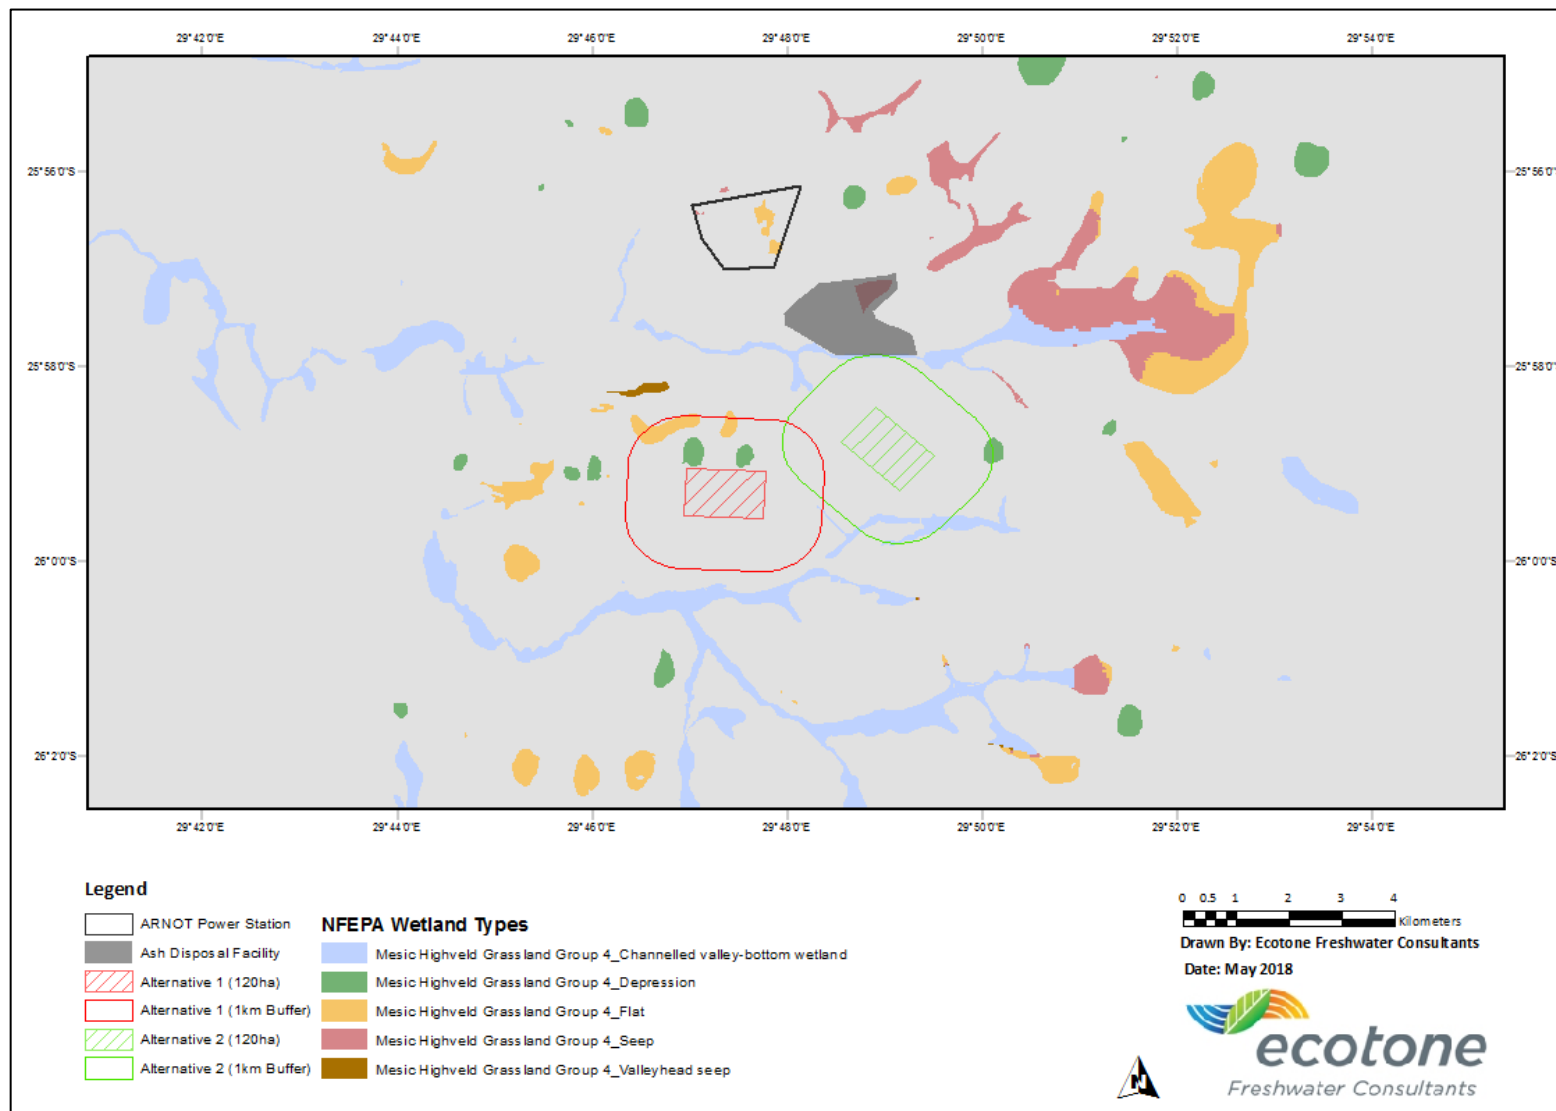 29°42'0"E 29°44'0"E 29°46'0"E 29°48'0"E 29°50'0"E 29°52'0"E 29°54'0"E
25°56'0"S 25°56'0"S
25°58'0"S 25°58'0"S
26°0'0"S 26°0'0"S
26°2'0"S 26°2'0"S
29°42'0"E 29°44'0"E 29°46'0"E 29°48'0"E 29°50'0"E 29°52'0"E 29°54'0"E
Legend
ARNOT Power Station
Ash Disposal Facility
Alternative 1 (120ha)
Alternative 1 (1km Buffer)
Alternative 2 (120ha)
Alternative 2 (1km Buffer)
NFEPA Wetland Types
Mesic Highveld Grassland Group 4_Channelled valley-bottom wetland
Mesic Highveld Grassland Group 4_Depression
Mesic Highveld Grassland Group 4_Flat
Mesic Highveld Grassland Group 4_Seep
Mesic Highveld Grassland Group 4_Valleyhead seep
0 0.5 1 2 3 4
Kilometers
Drawn By: Ecotone Freshwater Consultants
Date: May 2018
ecotone
Freshwater Consultants
N